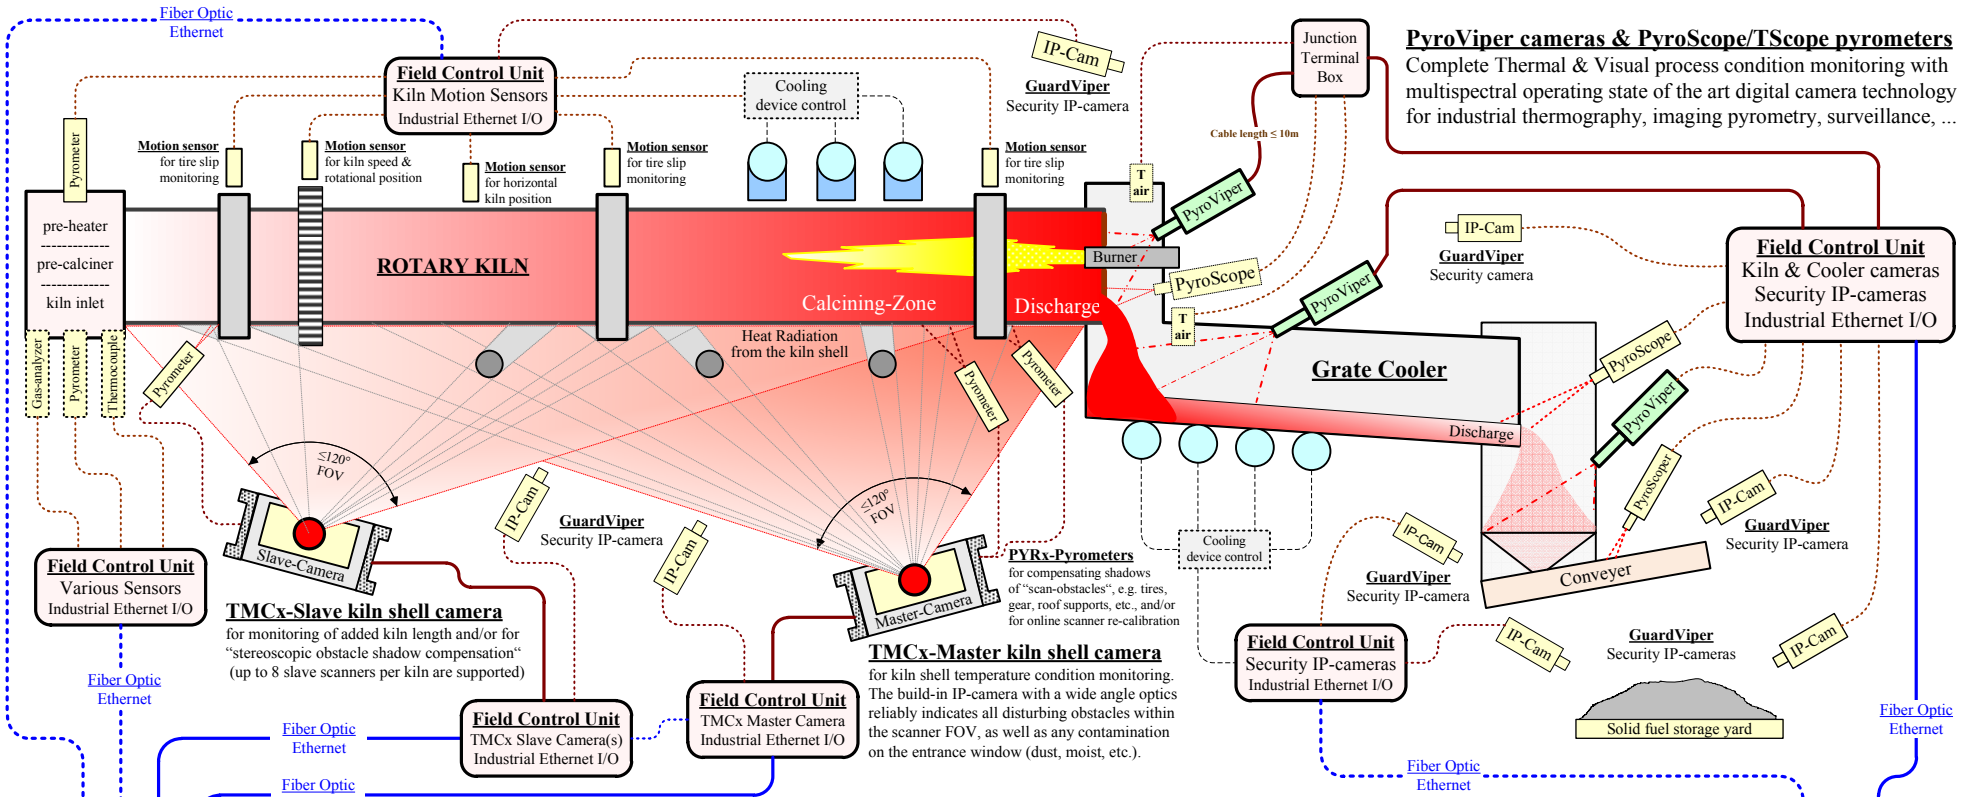 Fiber Optic
Ethernet
Field Control Unit
Kiln Motion Sensors
Industrial Ethernet I/O
IP-Cam
GuardViper
Security IP-camera
Junction
Terminal
Box
PyroViper cameras & PyroScope/TScope pyrometers
Complete Thermal & Visual process condition monitoring with
multispectral operating state of the art digital camera technology
for industrial thermography, imaging pyrometry, surveillance, ...
Cooling
device control
Cable length ≤ 10m
Pyrometer
Motion sensor
for tire slip
monitoring
Motion sensor
for kiln speed &
rotational position
Motion sensor
for horizontal
kiln position
Motion sensor
for tire slip
monitoring
Motion sensor
for tire slip
monitoring
T
air
PyroViper
pre-heater
-------------
pre-calciner
-------------
kiln inlet
ROTARY KILN
Calcining-Zone
Discharge
Burner
PyroScope
T
air
PyroViper
IP-Cam
GuardViper
Security camera
Field Control Unit
Kiln & Cooler cameras
Security IP-cameras
Industrial Ethernet I/O
Gas-analyzer
Pyrometer
Thermocouple
Pyrometer
Heat Radiation
from the kiln shell
Pyrometer
Pyrometer
Grate Cooler
Discharge
PyroScope
PyroViper
PyroScoper
≤120°
FOV
≤120°
FOV
IP-Cam
GuardViper
Security IP-camera
IP-Cam
Slave-Camera
Master-Camera
Field Control Unit
Various Sensors
Industrial Ethernet I/O
TMCx-Slave kiln shell camera
for monitoring of added kiln length and/or for
“stereoscopic obstacle shadow compensation“
(up to 8 slave scanners per kiln are supported)
PYRx-Pyrometers
for compensating shadows
of “scan-obstacles“, e.g. tires,
gear, roof supports, etc., and/or
for online scanner re-calibration
TMCx-Master kiln shell camera
for kiln shell temperature condition monitoring.
The build-in IP-camera with a wide angle optics
reliably indicates all disturbing obstacles within
the scanner FOV, as well as any contamination
on the entrance window (dust, moist, etc.).
Cooling
device control
IP-Cam
GuardViper
Security IP-camera
IP-Cam
GuardViper
Security IP-camera
Conveyer
Field Control Unit
Security IP-cameras
Industrial Ethernet I/O
IP-Cam
GuardViper
Security IP-cameras
IP-Cam
Solid fuel storage yard
Fiber Optic
Ethernet
Fiber Optic
Ethernet
Field Control Unit
TMCx Slave Camera(s)
Industrial Ethernet I/O
Field Control Unit
TMCx Master Camera
Industrial Ethernet I/O
Fiber Optic
Fiber Optic
Ethernet
Fiber Optic
Ethernet